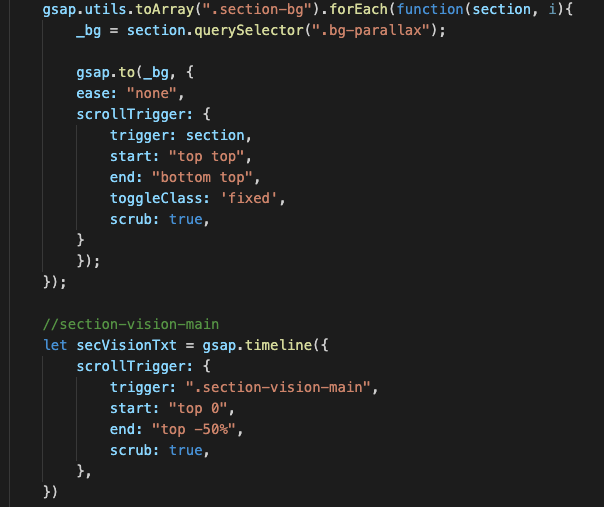 gsap.utils.toArray(".section-bg").forEach(function(section, i){
    _bg = section.querySelector(".bg-parallax");

    gsap.to(_bg, {
    ease: "none",
    scrollTrigger: {
        trigger: section,
        start: "top top",
        end: "bottom top",
        toggleClass: 'fixed',
        scrub: true,
    }
    });
});

//section-vision-main
let secVisionTxt = gsap.timeline({
    scrollTrigger: {
        trigger: ".section-vision-main",
        start: "top 0",
        end: "top -50%",
        scrub: true,
    },
})